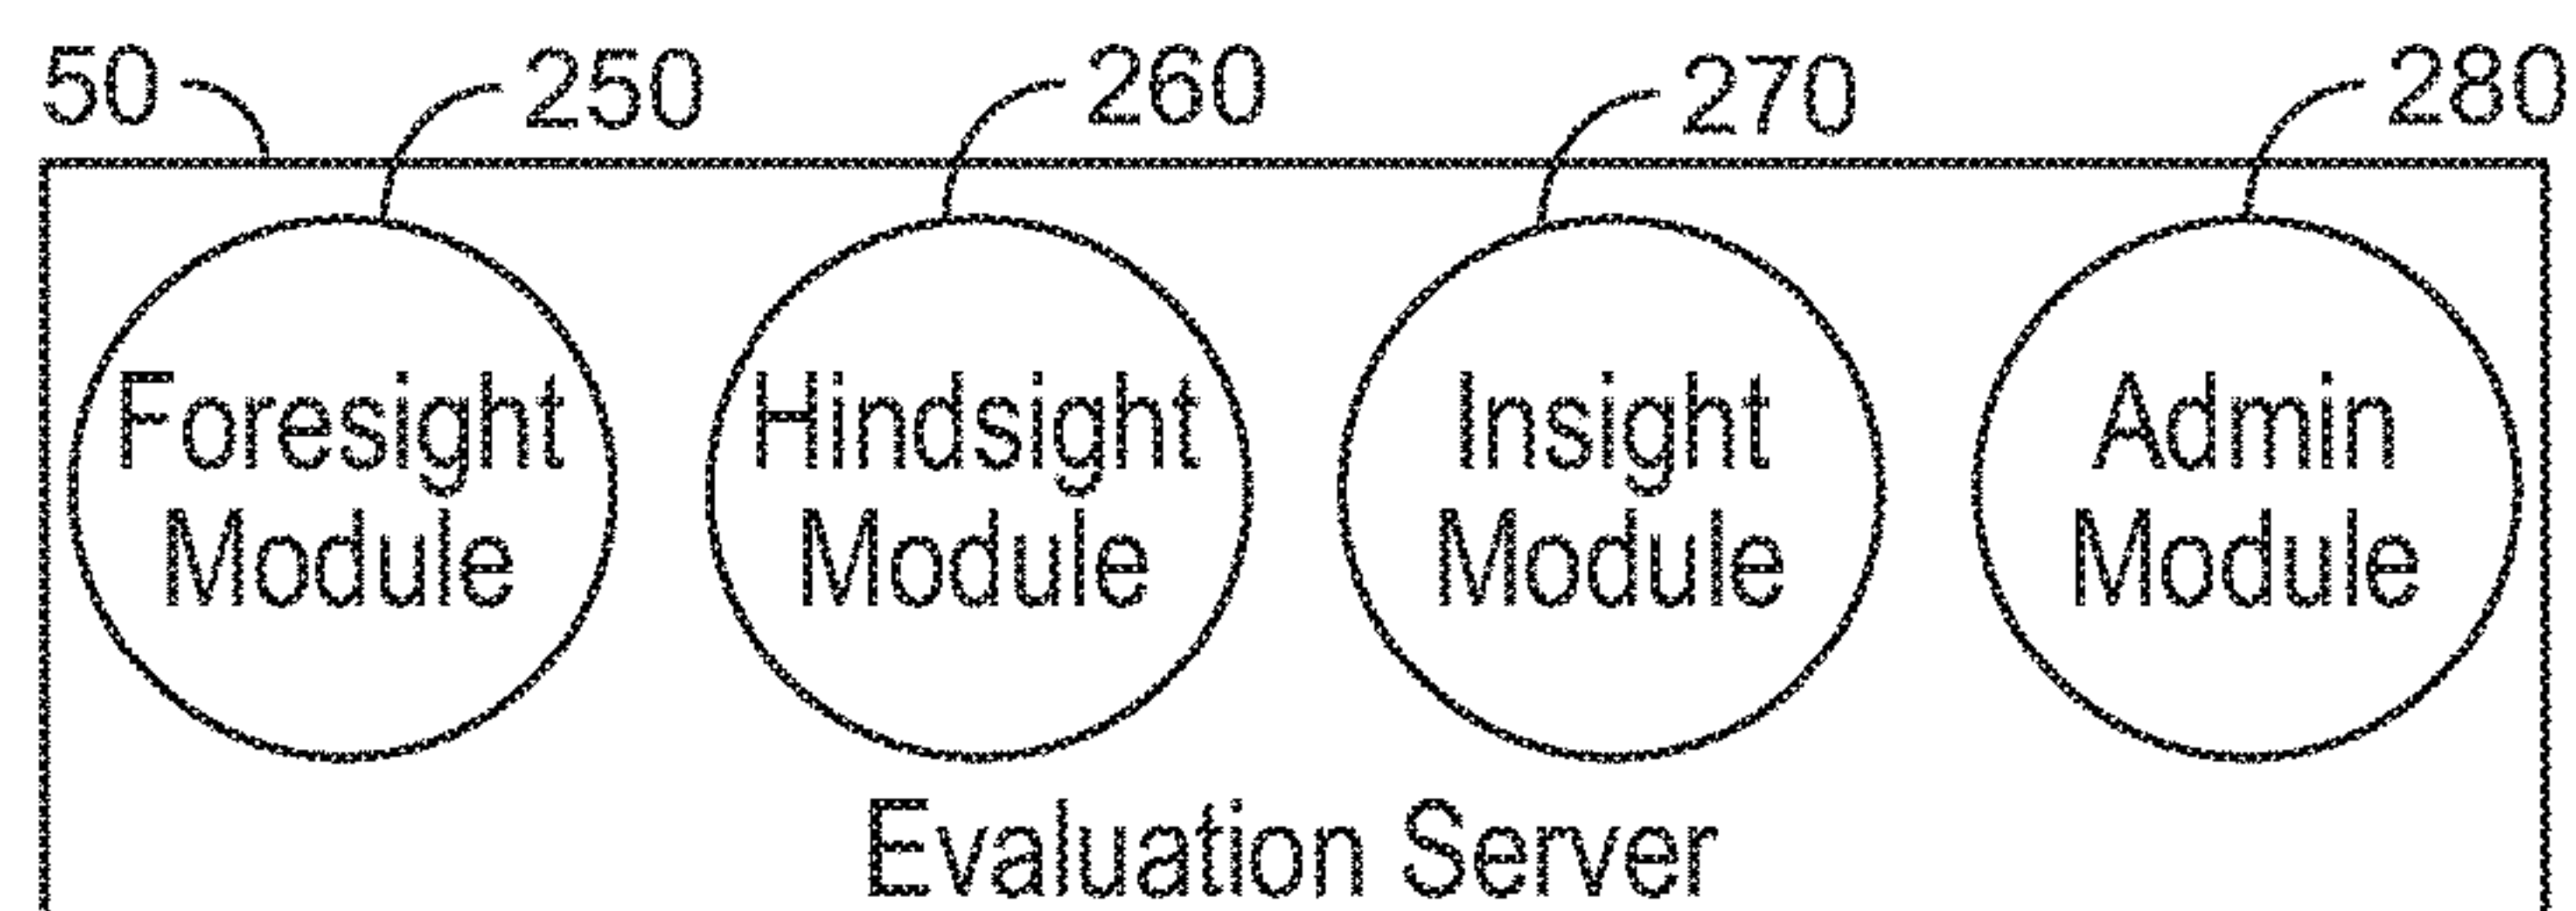 50 250 260 270 280
Foresight Hindsight Insight Admin
Module Module Module Module
Evaluation Server